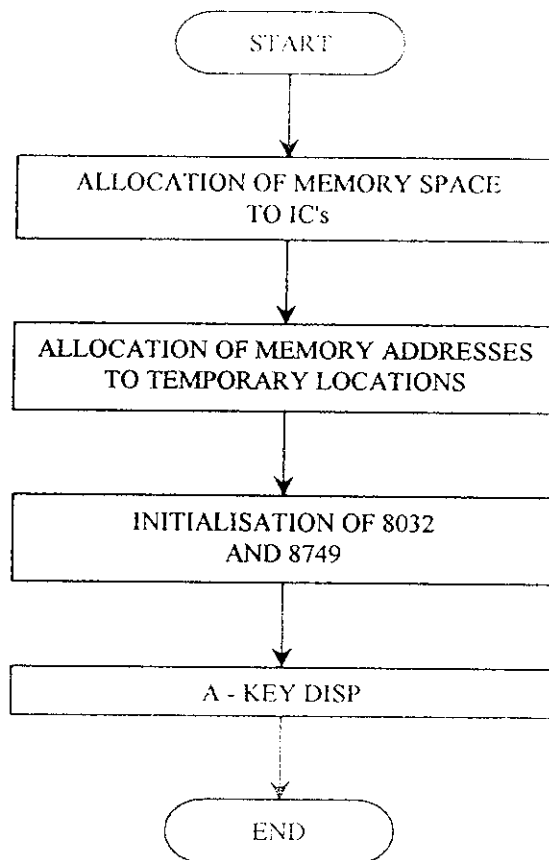 START
ALLOCATION OF MEMORY SPACE
TO IC's
ALLOCATION OF MEMORY ADDRESSES
TO TEMPORARY LOCATIONS
INITIALISATION OF 8032
AND 8749
A - KEY DISP
END